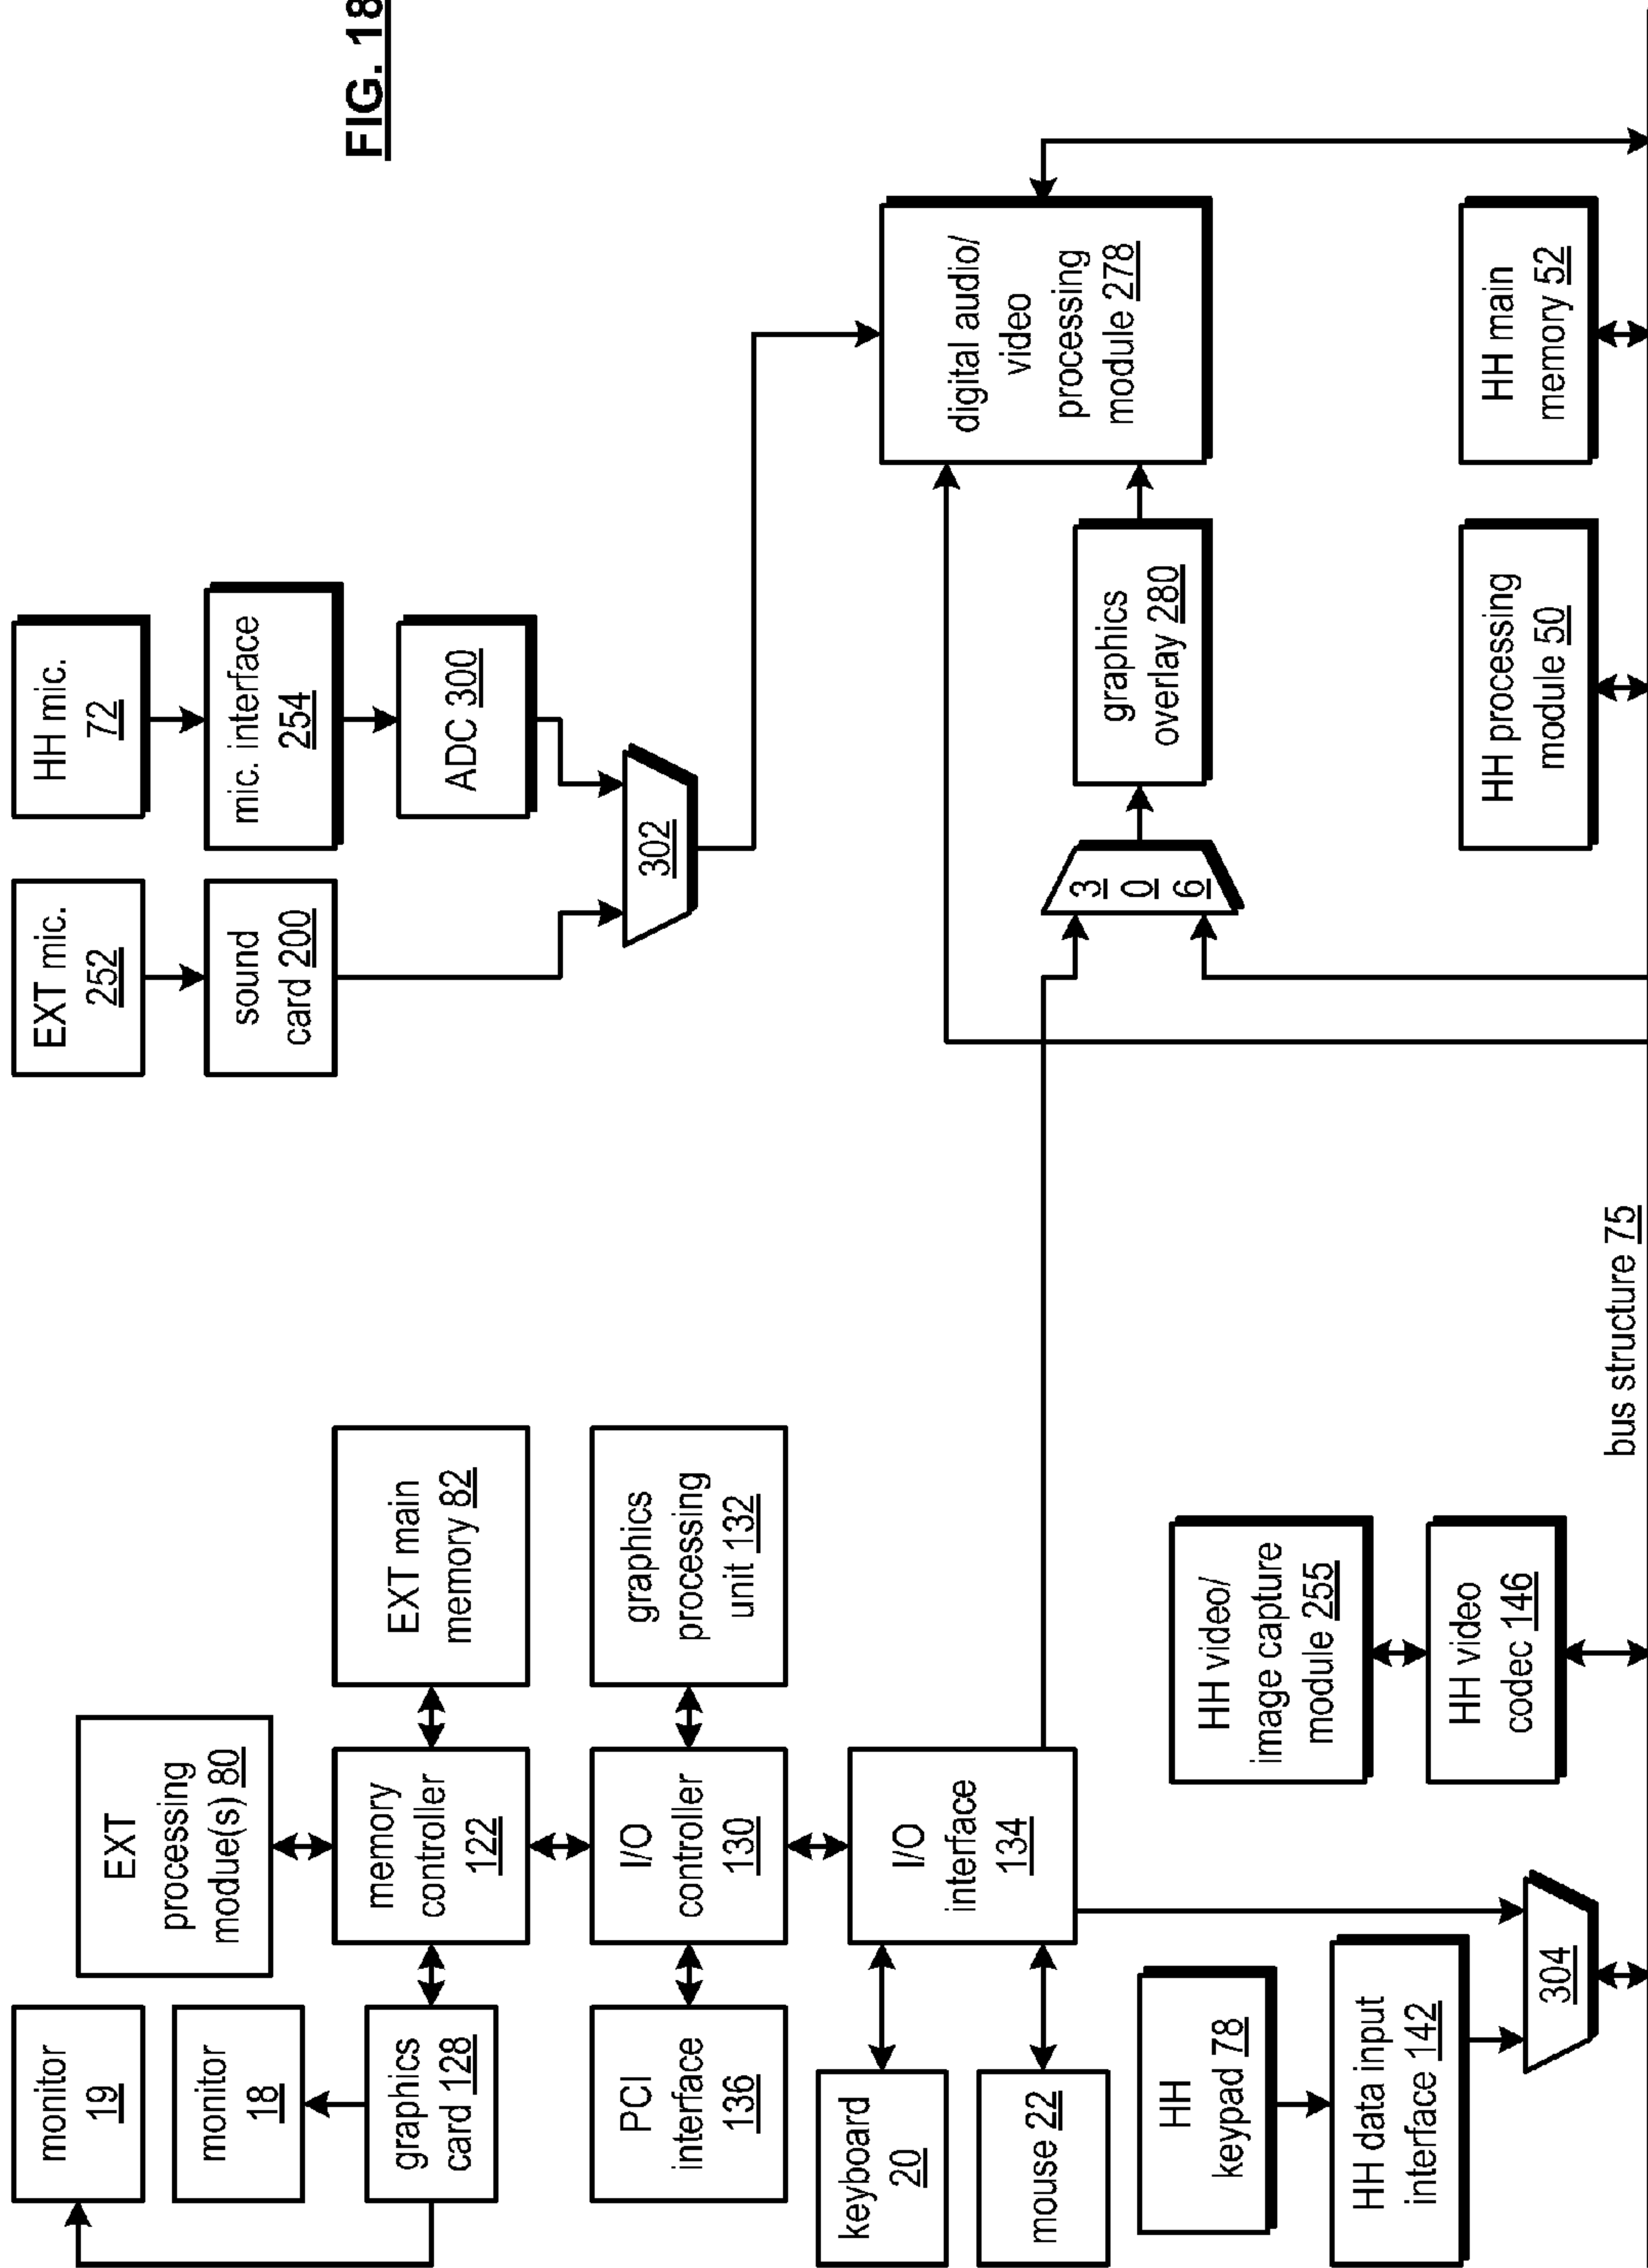 FIG. 18
monitor
19
monitor
18
graphics
card 128
EXT
processing
modue(s) 80
memory
controller
122
EXT main
memory 82
PCI
interface
136
I/O
controller
130
graphics
processing
unit 132
keyboard
20
mouse 22
I/O
interface
134
HH
keypad 78
HH data input
interface 142
304
HH video/
image capture
module 255
HH video
codec 146
bus structure 75
EXT mic.
252
sound
card 200
HH mic.
72
mic. interface
254
ADC 300
302
digital audio/
video
processing
module 278
3
0
6
graphics
overlay 280
HH processing
module 50
HH main
memory 52